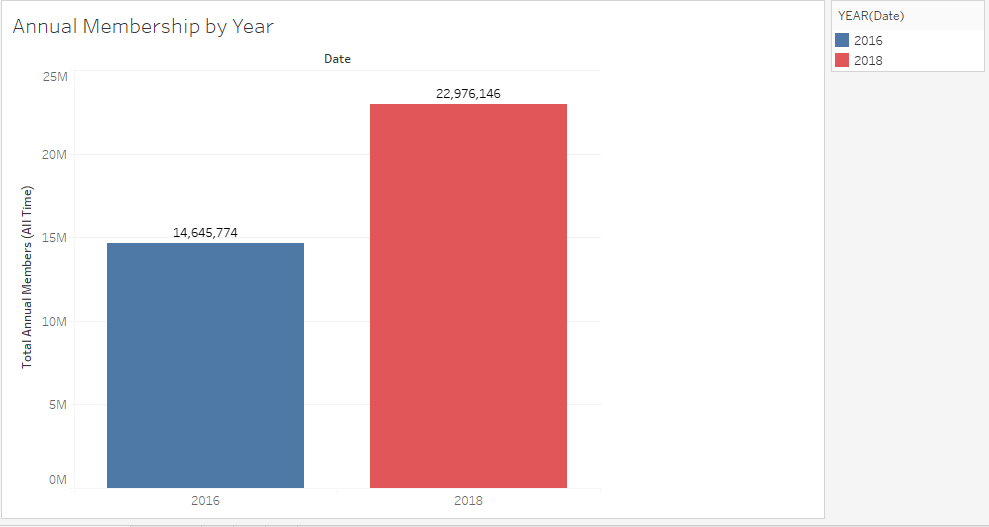 Annual Membership by Year
YEAR(Date)
2016
2018
Date
25M
22,976,146
20M
14,645,774
15M
Total Annual Members (All Time)
10M
5M
0M
2016
2018